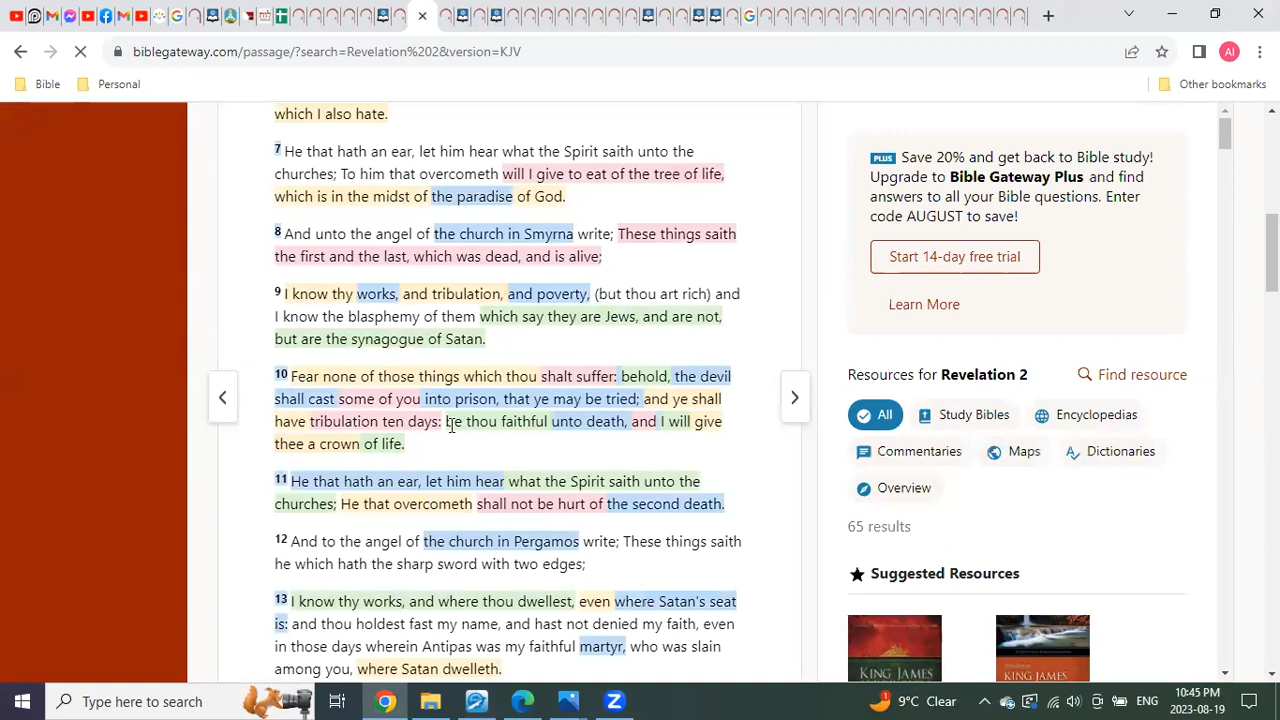 biblegateway.com/passage/?search=Revelation%202&version=KJV
AI
Bible
Personal
Other bookmarks
which I also hate.
7 He that hath an ear, let him hear what the Spirit saith unto the
churches; To him that overcometh will I give to eat of the tree of life,
which is in the midst of the paradise of God.
8 And unto the angel of the church in Smyrna write; These things saith
the first and the last, which was dead, and is alive;
9 I know thy works, and tribulation, and poverty, (but thou art rich) and
I know the blasphemy of them which say they are Jews, and are not,
but are the synagogue of Satan.
10 Fear none of those things which thou shalt suffer: behold, the devil
shall cast some of you into prison, that ye may be tried; and ye shall
have tribulation ten days: be thou faithful unto death, and I will give
thee a crown of life.
11 He that hath an ear, let him hear what the Spirit saith unto the
churches; He that overcometh shall not be hurt of the second death.
12 And to the angel of the church in Pergamos write; These things saith
he which hath the sharp sword with two edges;
13 I know thy works, and where thou dwellest, even where Satan's seat
is: and thou holdest fast my name, and hast not denied my faith, even
in those days wherein Antipas was my faithful martyr, who was slain
among you, where Satan dwelleth.
PLUS Save 20% and get back to Bible study!
Upgrade to Bible Gateway Plus and find
answers to all your Bible questions. Enter
code AUGUST to save!
Start 14-day free trial
Learn More
Resources for Revelation 2
Find resource
All
Study Bibles
Encyclopedias
Commentaries
Maps
Dictionaries
Overview
65 results
Suggested Resources
KING JAMES
KING JAMES
Type here to search
1
9°C Clear
ENG
10:45 PM
2023-08-19